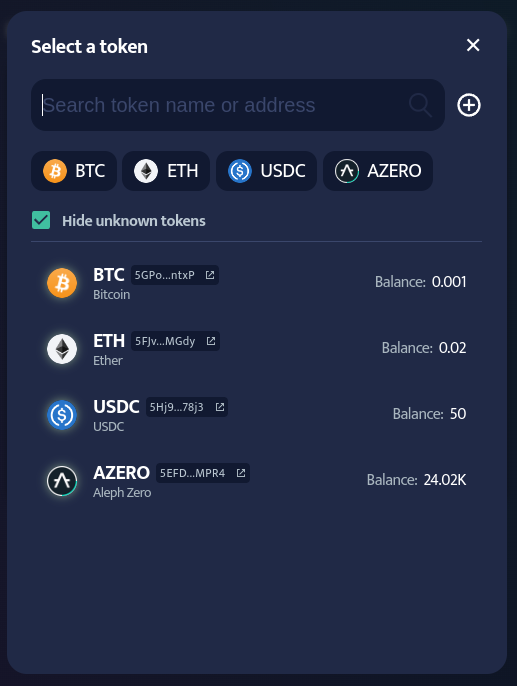 Select a token
Search token name or address
BTC ETH USDC AZERO
Hide unknown tokens
BTC 5GPo...ntxP Balance: 0.001
Bitcoin
ETH 5FJv...MGdy Balance: 0.02
Ether
USDC 5Hj9...78j3 Balance: 50
USDC
AZERO 5EFD...MPR4 Balance: 24.02K
Aleph Zero